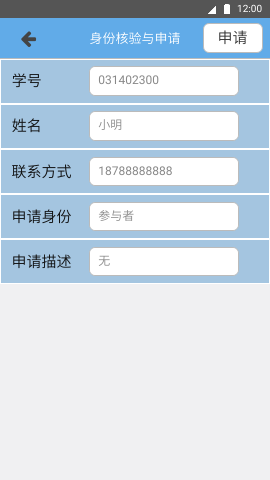 12:00
身份核验与申请 申请
学号 031402300
姓名 小明
联系方式 18788888888
申请身份 参与者
申请描述 无